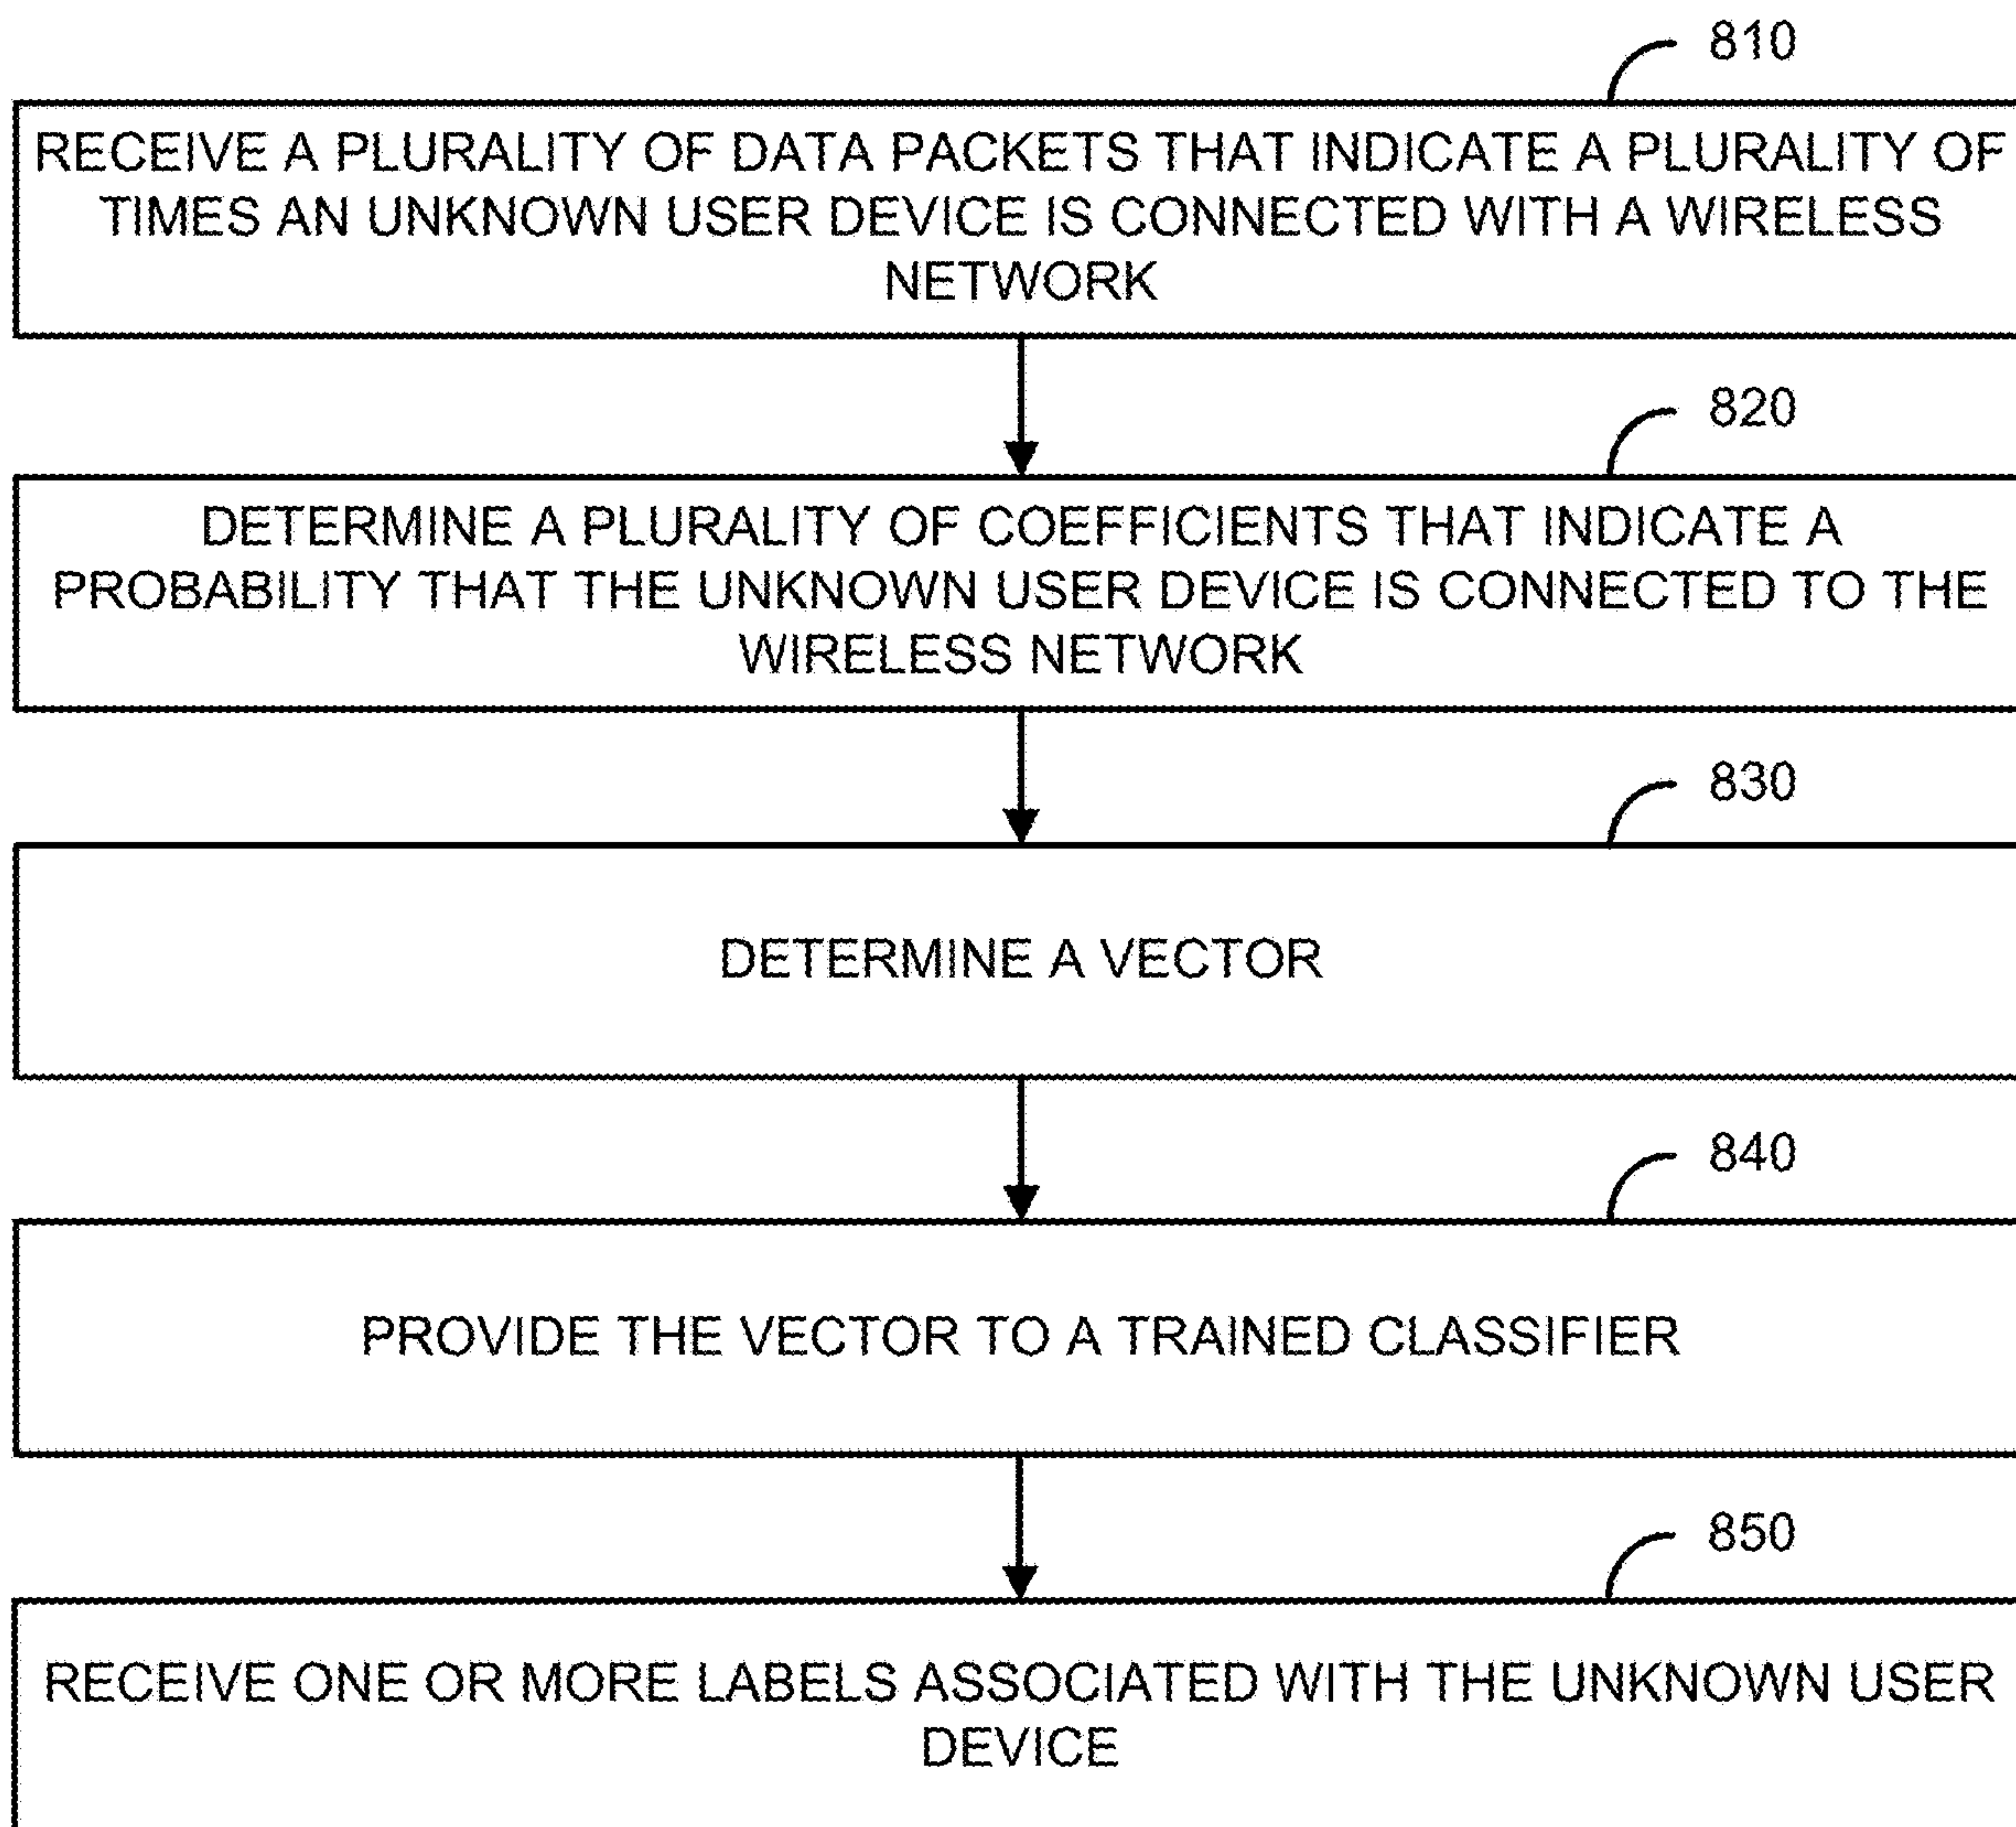 810
RECEIVE A PLURALITY OF DATA PACKETS THAT INDICATE A PLURALITY OF
TIMES AN UNKNOWN USER DEVICE IS CONNECTED WITH A WIRELESS
NETWORK
820
DETERMINE A PLURALITY OF COEFFICIENTS THAT INDICATE A
PROBABILITY THAT THE UNKNOWN USER DEVICE IS CONNECTED TO THE
WIRELESS NETWORK
830
DETERMINE A VECTOR
840
PROVIDE THE VECTOR TO A TRAINED CLASSIFIER
850
RECEIVE ONE OR MORE LABELS ASSOCIATED WITH THE UNKNOWN USER
DEVICE